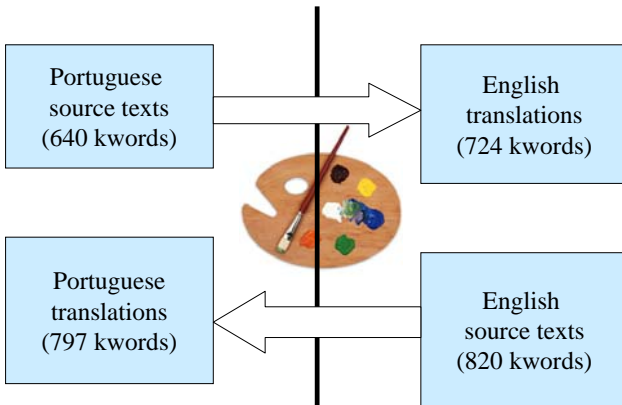 Portuguese
source texts
(640 kwords)
English
translations
(724 kwords)
Portuguese
translations
(797 kwords)
English
source texts
(820 kwords)